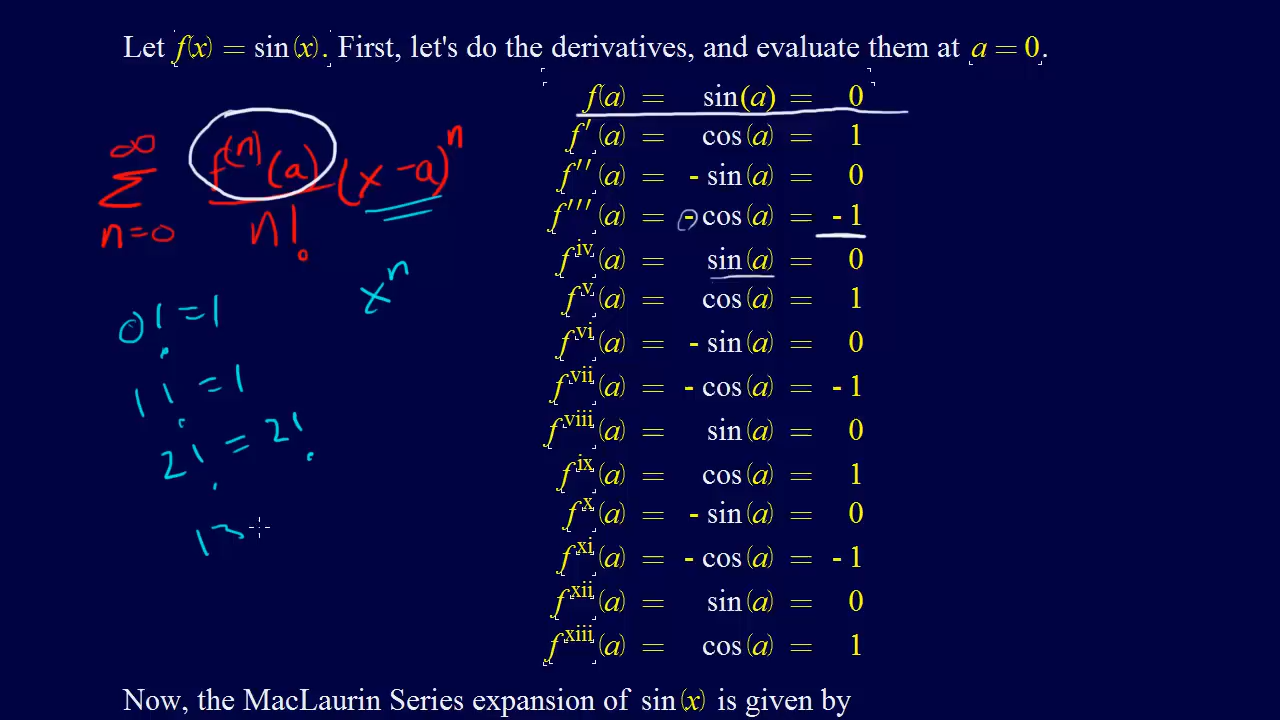 Let f(x) = sin(x). First, let's do the derivatives, and evaluate them at a = 0.
f(a) = sin(a) = 0
f'(a) = cos(a) = 1
f''(a) = - sin(a) = 0
f'''(a) = - cos(a) = - 1
f^iv(a) = sin(a) = 0
f^v(a) = cos(a) = 1
f^vi(a) = - sin(a) = 0
f^vii(a) = - cos(a) = - 1
f^viii(a) = sin(a) = 0
f^ix(a) = cos(a) = 1
f^x(a) = - sin(a) = 0
f^xi(a) = - cos(a) = - 1
f^xii(a) = sin(a) = 0
f^xiii(a) = cos(a) = 1
∞
Σ f^(n)(a) (x-a)^n
n=0 n!
x^n
0! = 1
1! = 1
2! = 2!
13
Now, the MacLaurin Series expansion of sin(x) is given by